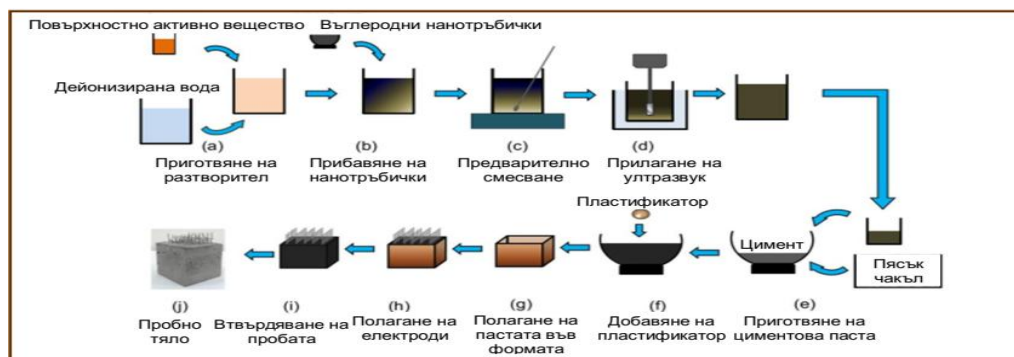 Повърхностно активно вещество
Въглеродни нанотръбички
Дейонизирана вода
(a)
Приготвяне на
разтворител
(b)
Прибавяне на
нанотръбички
(c)
Предварително
смесване
(d)
Прилагане на
ултразвук
Пластификатор
Цимент
Пясък
чакъл
(j)
Пробно
тяло
(i)
Втвърдяване на
пробата
(h)
Полагане на
електроди
(g)
Полагане на
пастата във
формата
(f)
Добавяне на
пластификатор
(e)
Приготвяне на
циментова паста